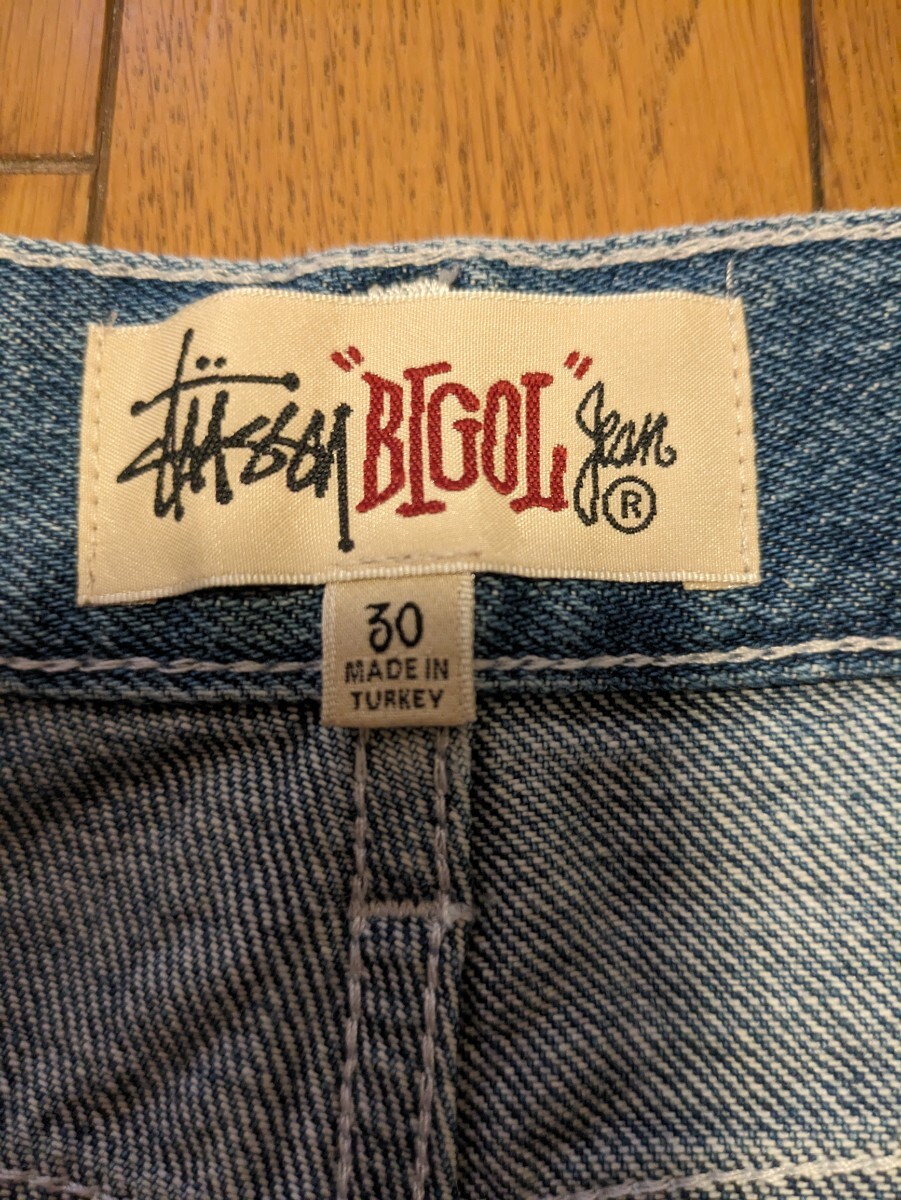 Stüssy "BIGOL" Jean ®
30
MADE IN
TURKEY